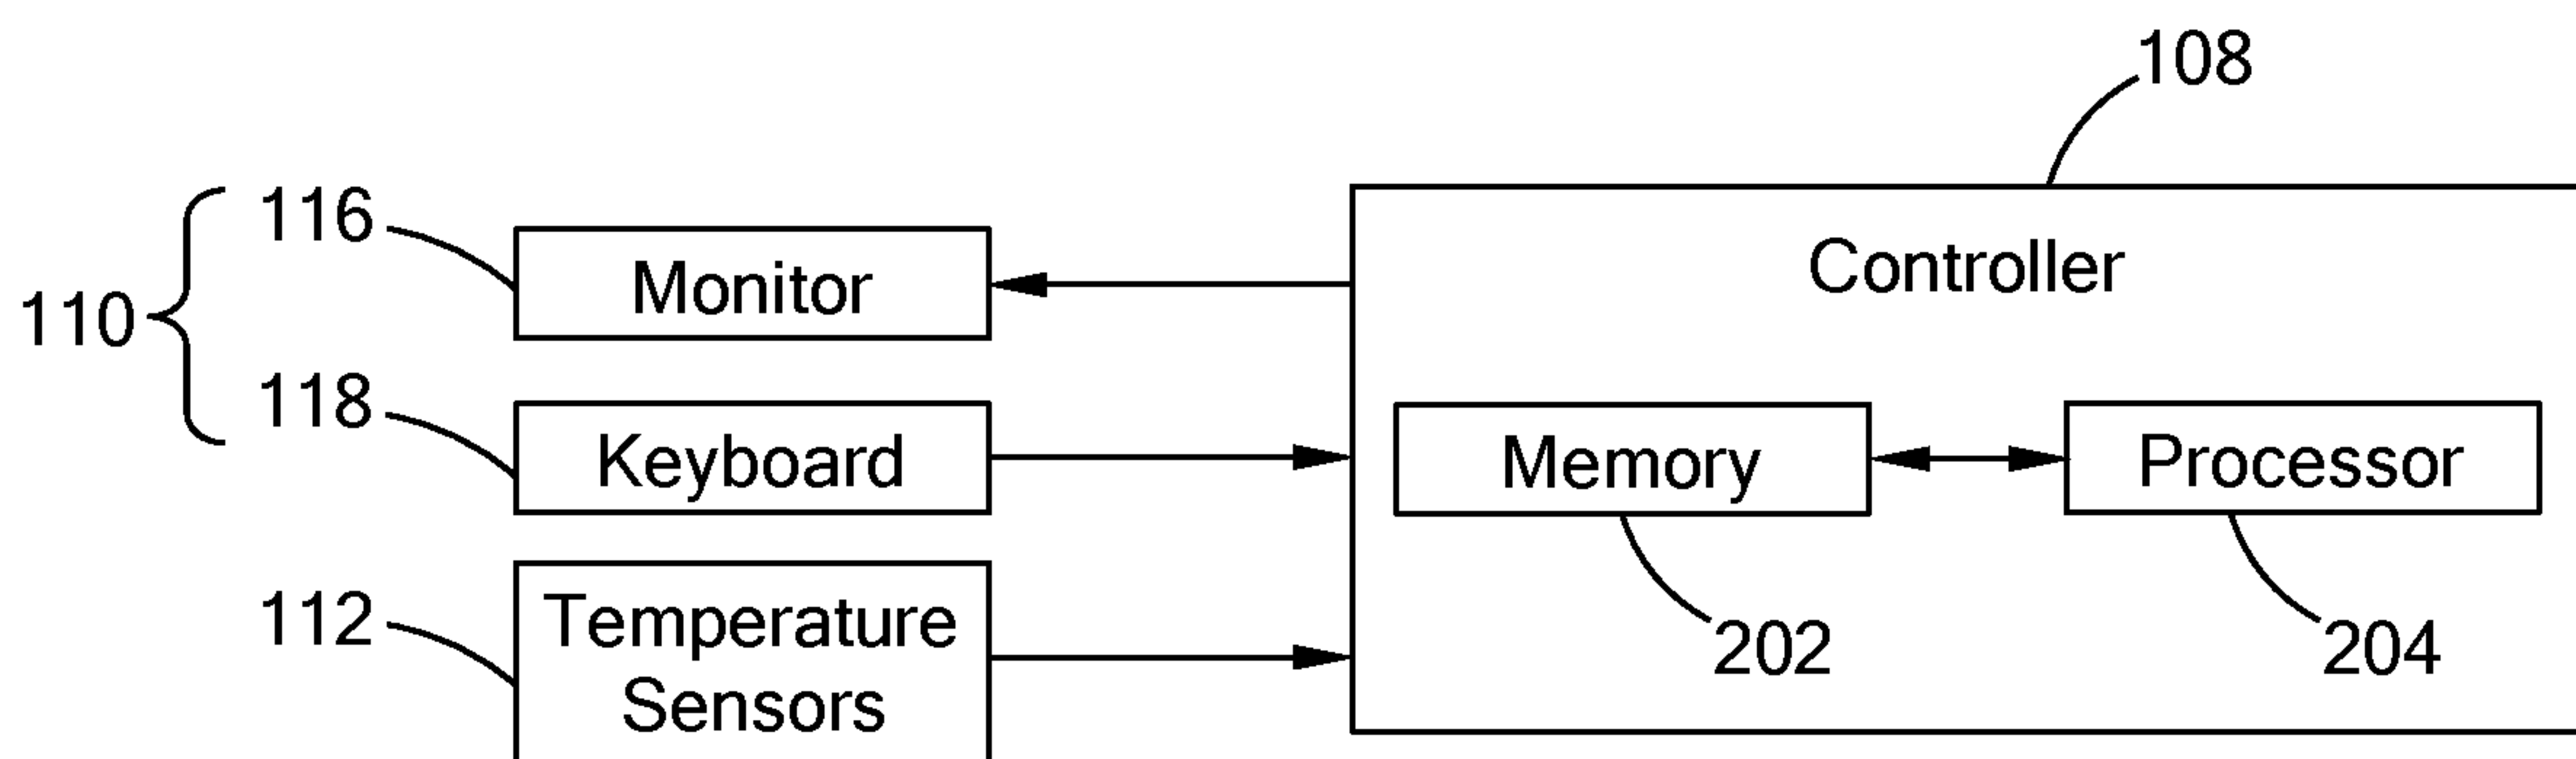 108
116
Monitor
Controller
110
118
Keyboard
Memory
Processor
112
Temperature
Sensors
202
204